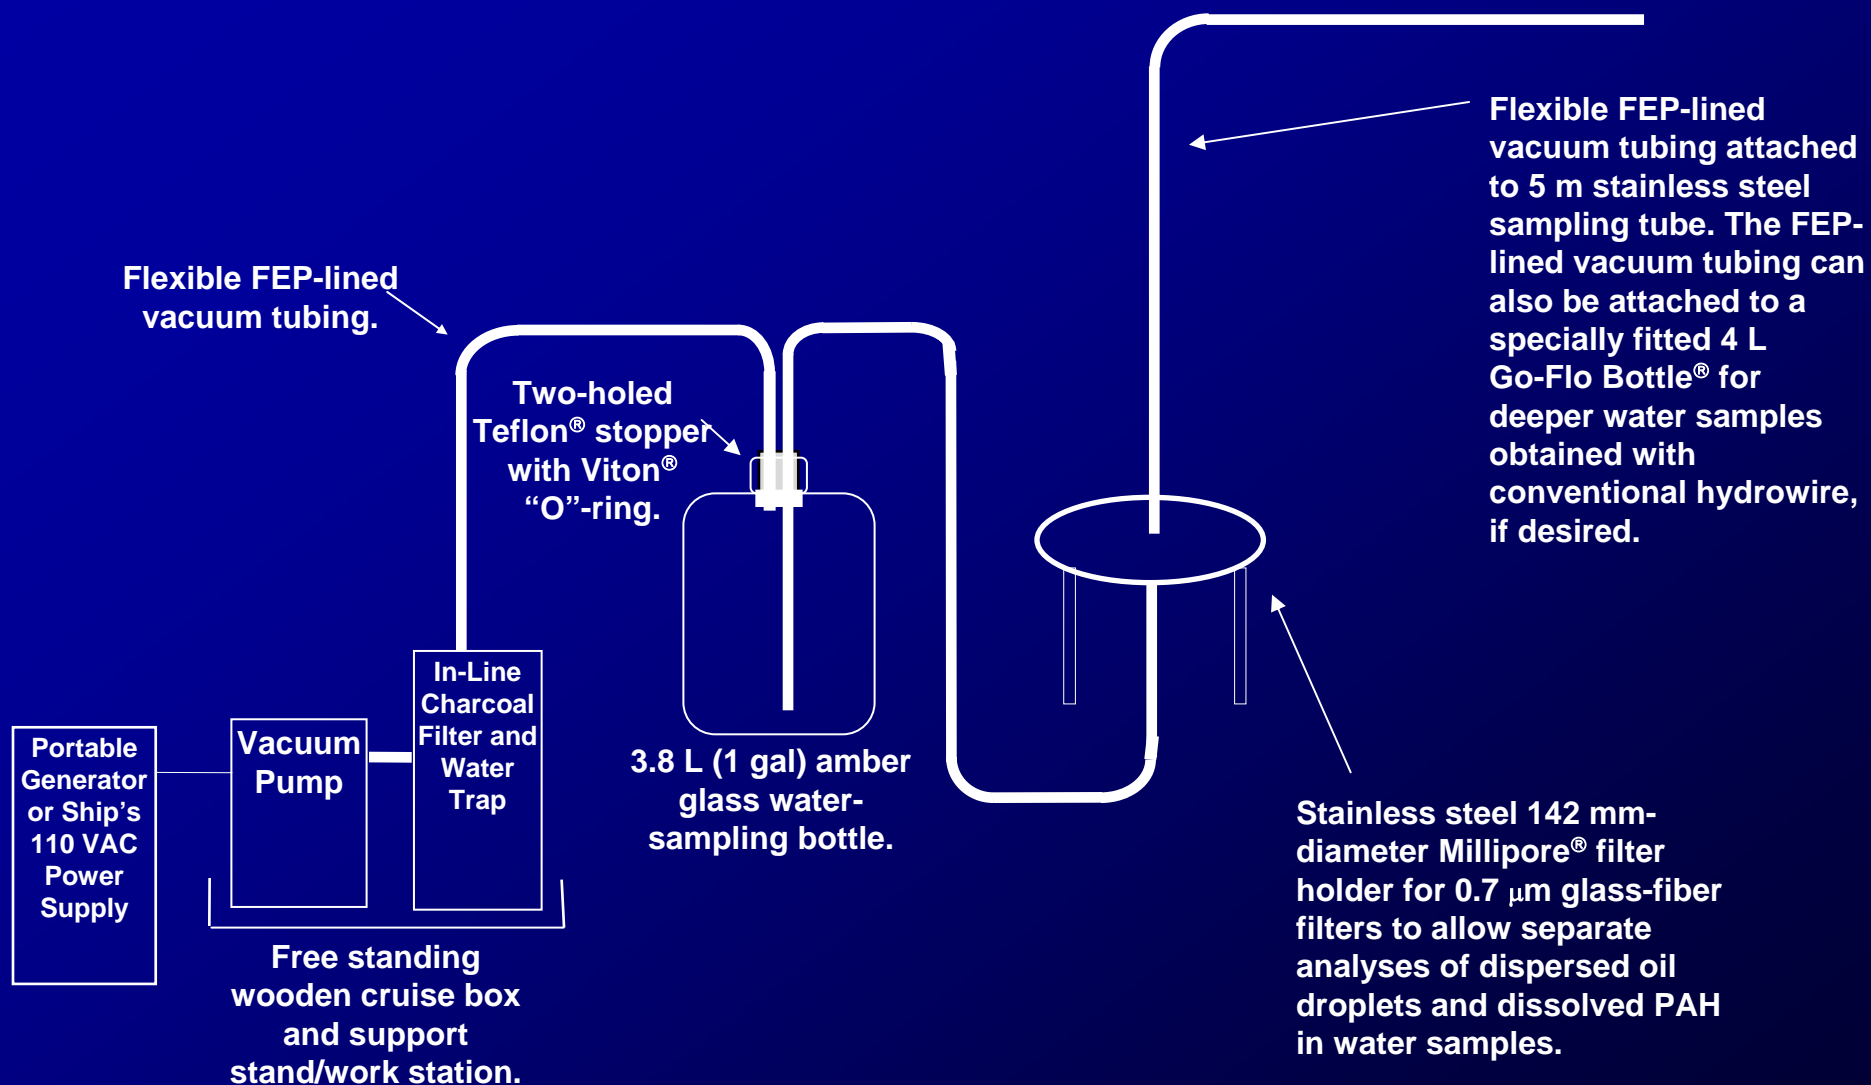 Flexible FEP-lined
vacuum tubing attached
to 5 m stainless steel
sampling tube. The FEP-
lined vacuum tubing can
also be attached to a
specially fitted 4 L
Go-Flo Bottle® for
deeper water samples
obtained with
conventional hydrowire,
if desired.
Flexible FEP-lined
vacuum tubing.
Two-holed
Teflon® stopper
with Viton®
“O”-ring.
In-Line
Charcoal
Filter and
Water
Trap
Vacuum
Pump
Portable
Generator
or Ship’s
110 VAC
Power
Supply
3.8 L (1 gal) amber
glass water-
sampling bottle.
Stainless steel 142 mm-
diameter Millipore® filter
holder for 0.7 μm glass-fiber
filters to allow separate
analyses of dispersed oil
droplets and dissolved PAH
in water samples.
Free standing
wooden cruise box
and support
stand/work station.